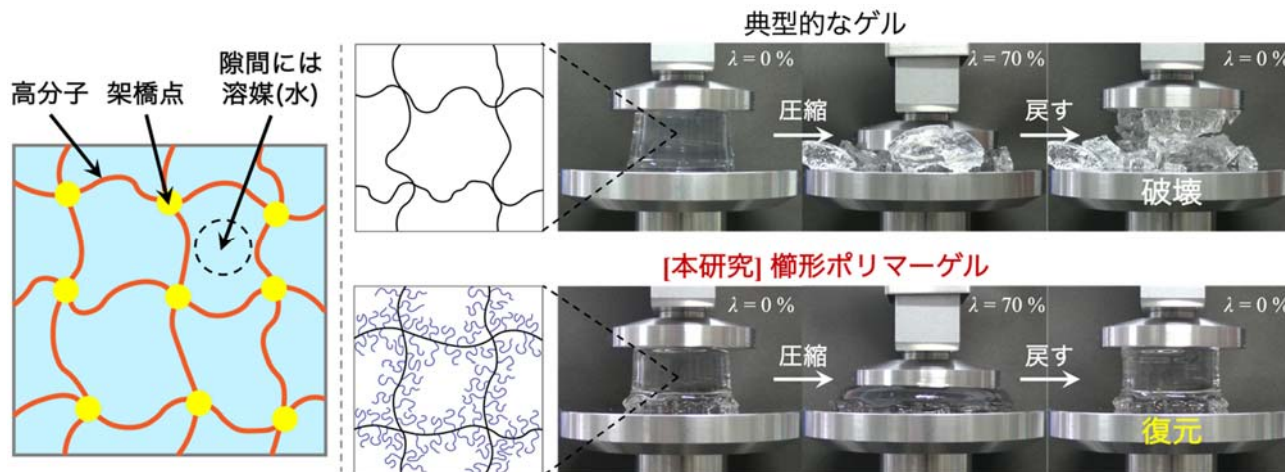 高分子
架橋点
隙間には
溶媒(水)
典型的なゲル
λ = 0 %
圧縮
λ = 70 %
戻す
λ = 0 %
破壊
[本研究] 櫛形ポリマーゲル
λ = 0 %
圧縮
λ = 70 %
戻す
λ = 0 %
復元